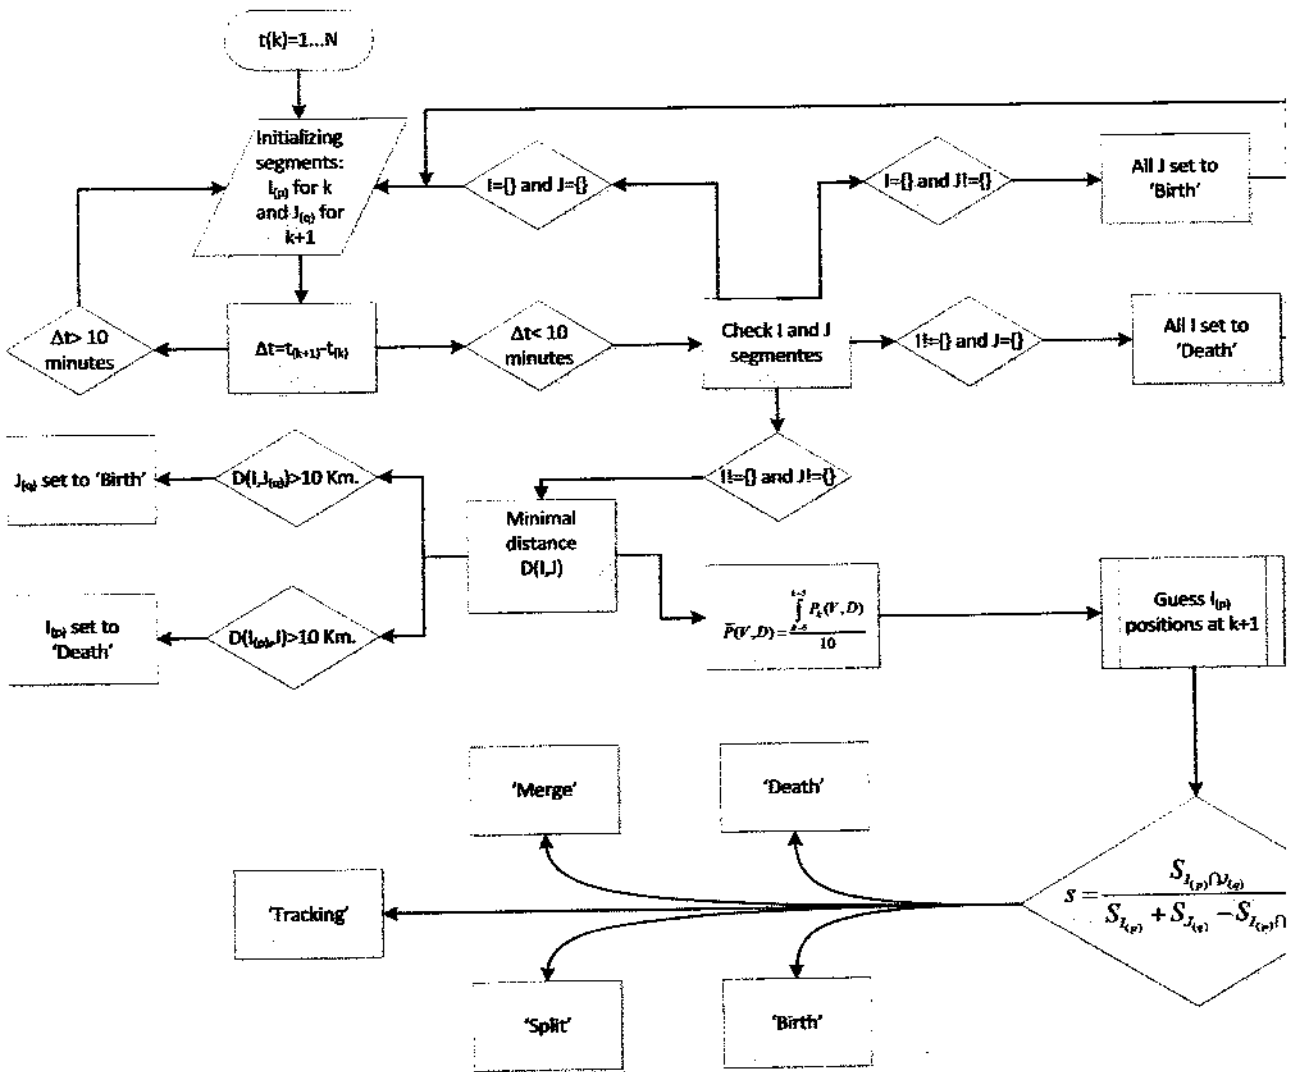 t(k)=1...N
Initializing
segments:
I(p) for k
and J(q) for
k+1
I={} and J={}
I={} and J!={}
All J set to
'Birth'
Δt> 10
minutes
Δt=t(k+1)-t(k)
Δt< 10
minutes
Check I and J
segmentes
I!={} and J={}
All I set to
'Death'
I!={} and J!={}
J(q) set to 'Birth'
D(I,J(q))>10 Km.
Minimal
distance
D(I,J)
I(p) set to
'Death'
D(I(p),J)>10 Km.
P̄(V,D)= ∫ Pk(V,D)
10
Guess I(p)
positions at k+1
'Merge'
'Death'
'Tracking'
s = S I(p)∩J(q)
S I(p) + S J(q) − S I(p)∩
'Split'
'Birth'